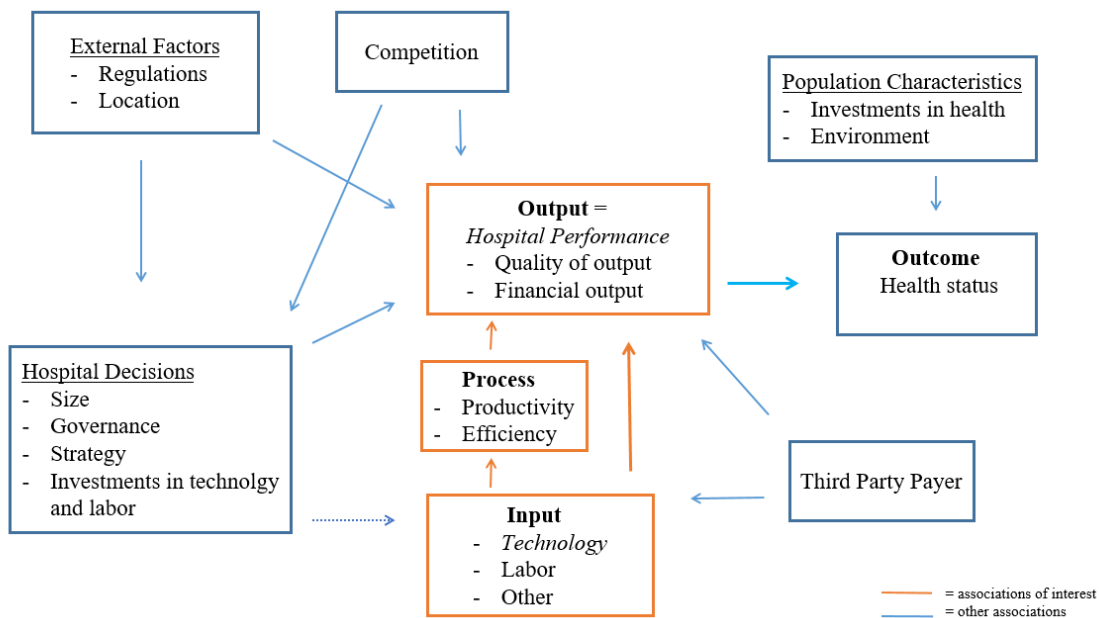 External Factors
- Regulations
- Location
Competition
Population Characteristics
- Investments in health
- Environment
Output =
Hospital Performance
- Quality of output
- Financial output
Outcome
Health status
Hospital Decisions
- Size
- Governance
- Strategy
- Investments in technolgy
and labor
Process
- Productivity
- Efficiency
Third Party Payer
Input
- Technology
- Labor
- Other
= associations of interest
= other associations